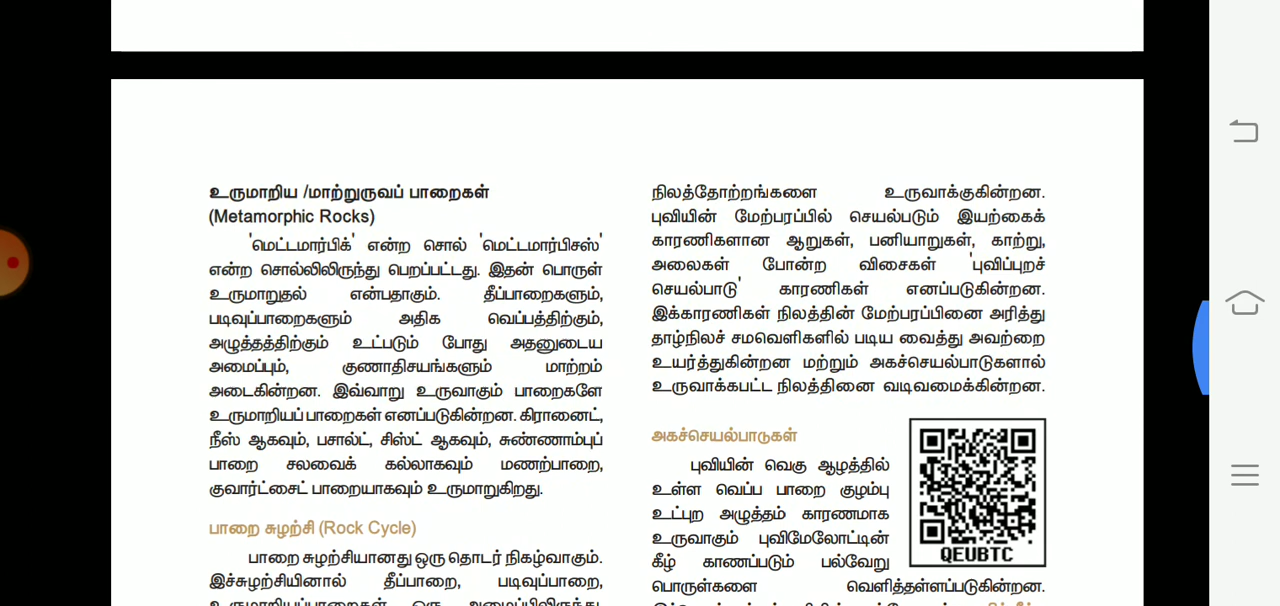 உருமாறிய /மாற்றுருவப் பாறைகள்
(Metamorphic Rocks)
'மெட்டமார்பிக்' என்ற சொல் 'மெட்டமார்பிசஸ்'
என்ற சொல்லிலிருந்து பெறப்பட்டது. இதன் பொருள்
உருமாறுதல் என்பதாகும். தீப்பாறைகளும்,
படிவுப்பாறைகளும் அதிக வெப்பத்திற்கும்,
அழுத்தத்திற்கும் உட்படும் போது அதனுடைய
அமைப்பும், குணாதிசயங்களும் மாற்றம்
அடைகின்றன. இவ்வாறு உருவாகும் பாறைகளே
உருமாறியப் பாறைகள் எனப்படுகின்றன. கிரானைட்,
நீஸ் ஆகவும், பசால்ட், சிஸ்ட் ஆகவும், சுண்ணாம்புப்
பாறை சலவைக் கல்லாகவும் மணற்பாறை,
குவார்ட்சைட் பாறையாகவும் உருமாறுகிறது.
பாறை சுழற்சி (Rock Cycle)
பாறை சுழற்சியானது ஒரு தொடர் நிகழ்வாகும்.
இச்சுழற்சியினால் தீப்பாறை, படிவுப்பாறை,
உருமாறியப்பாறைகள் ஒரு அமைப்பிலிருந்து
நிலத்தோற்றங்களை உருவாக்குகின்றன.
புவியின் மேற்பரப்பில் செயல்படும் இயற்கைக்
காரணிகளான ஆறுகள், பனியாறுகள், காற்று,
அலைகள் போன்ற விசைகள் 'புவிப்புறச்
செயல்பாடு' காரணிகள் எனப்படுகின்றன.
இக்காரணிகள் நிலத்தின் மேற்பரப்பினை அரித்து
தாழ்நிலச் சமவெளிகளில் படிய வைத்து அவற்றை
உயர்த்துகின்றன மற்றும் அகச்செயல்பாடுகளால்
உருவாக்கபட்ட நிலத்தினை வடிவமைக்கின்றன.
அகச்செயல்பாடுகள்
புவியின் வெகு ஆழத்தில்
உள்ள வெப்ப பாறை குழம்பு
உட்புற அழுத்தம் காரணமாக
உருவாகும் புவிமேலோட்டின்
கீழ் காணப்படும் பல்வேறு
பொருள்களை வெளித்தள்ளப்படுகின்றன.
QEUBTC